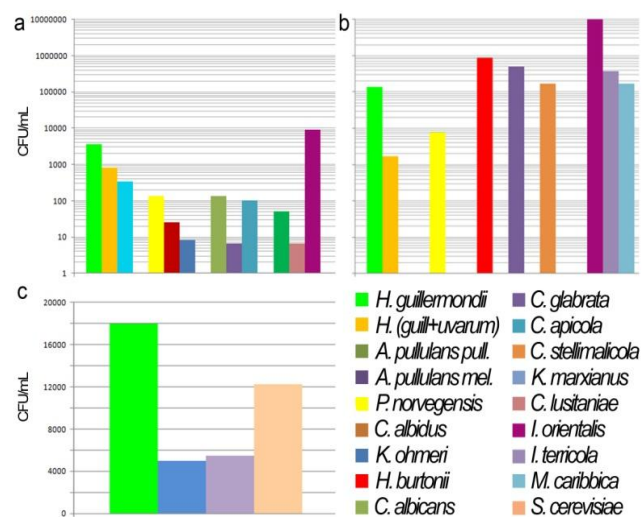 a
10000000
1000000
100000
10000
1000
100
10
1
CFU/mL
b
c
20000
16000
12000
8000
4000
0
CFU/mL
H. guillermondii
H. (guill+uvarum)
A. pullulans pull.
A. pullulans mel.
P. norvegensis
C. albidus
K ohmeri
H. burtonii
C. albicans
C. glabrata
C. apicola
C. stellimalicola
K. marxianus
C. lusitaniae
I. orientalis
I. terricola
M. caribbica
S. cerevisiae